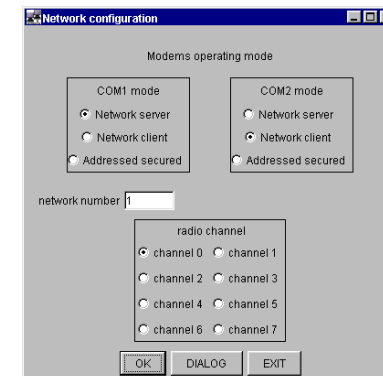 Network configuration
Modems operating mode
COM1 mode
Network server
Network client
Addressed secured
COM2 mode
Network server
Network client
Addressed secured
network number 1
radio channel
channel 0 channel 1
channel 2 channel 3
channel 4 channel 5
channel 6 channel 7
OK DIALOG EXIT